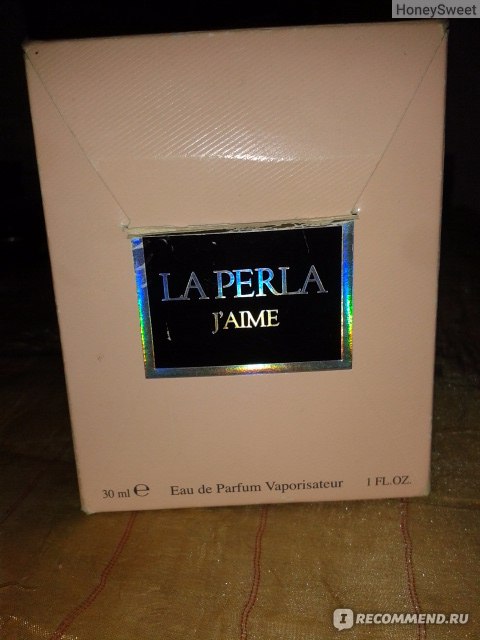 HoneySweet
LA PERLA
J'AIME
30 ml ℮ Eau de Parfum Vaporisateur 1 FL.OZ.
I RECOMMEND.RU